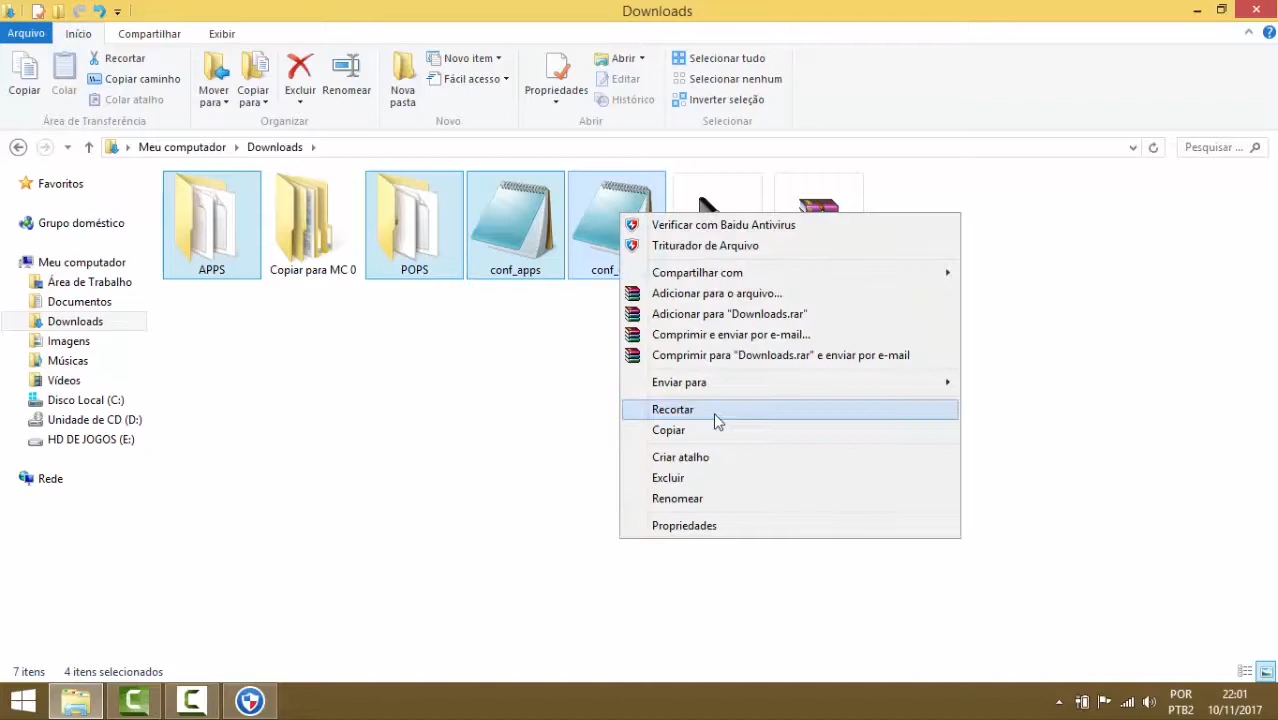 Downloads
Arquivo Início Compartilhar Exibir
Copiar
Colar
Recortar
Copiar caminho
Colar atalho
Área de Transferência
Mover para
Copiar para
Excluir
Renomear
Organizar
Nova pasta
Novo item
Fácil acesso
Novo
Propriedades
Abrir
Editar
Histórico
Abrir
Selecionar tudo
Selecionar nenhum
Inverter seleção
Selecionar
Meu computador Downloads
Pesquisar ...
Favoritos
Grupo doméstico
Meu computador
Área de Trabalho
Documentos
Downloads
Imagens
Músicas
Vídeos
Disco Local (C:)
Unidade de CD (D:)
HD DE JOGOS (E:)
Rede
APPS
Copiar para MC 0
POPS
conf_apps
conf_
Verificar com Baidu Antivirus
Triturador de Arquivo
Compartilhar com
Adicionar para o arquivo...
Adicionar para "Downloads.rar"
Comprimir e enviar por e-mail...
Comprimir para "Downloads.rar" e enviar por e-mail
Enviar para
Recortar
Copiar
Criar atalho
Excluir
Renomear
Propriedades
7 itens 4 itens selecionados
POR
PTB2
22:01
10/11/2017